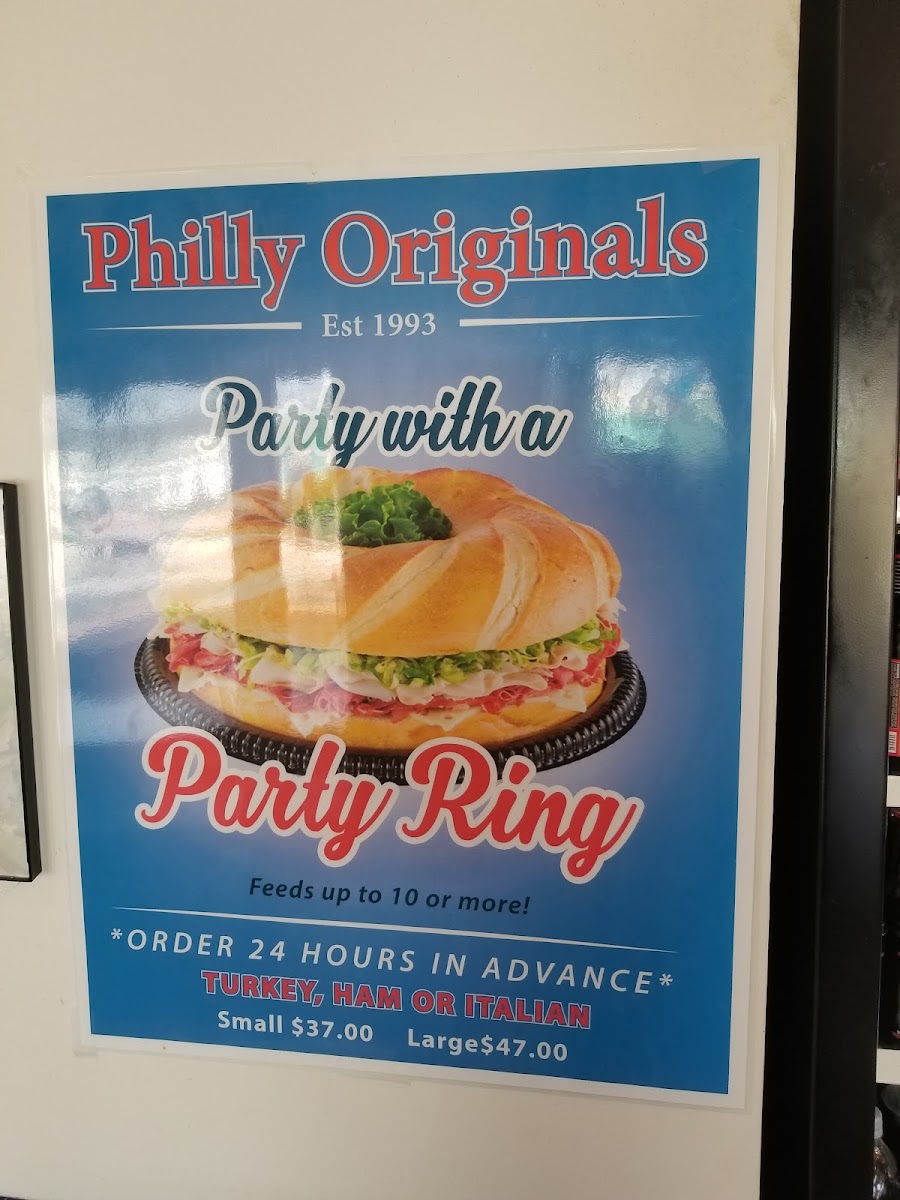 Philly Originals
Est 1993
Party with a
Party Ring
Feeds up to 10 or more!
*ORDER 24 HOURS IN ADVANCE*
TURKEY, HAM OR ITALIAN
Small $37.00 Large$47.00